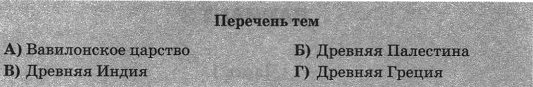 Перечень тем
А) Вавилонское царство Б) Древняя Палестина
В) Древняя Индия Г) Древняя Греция